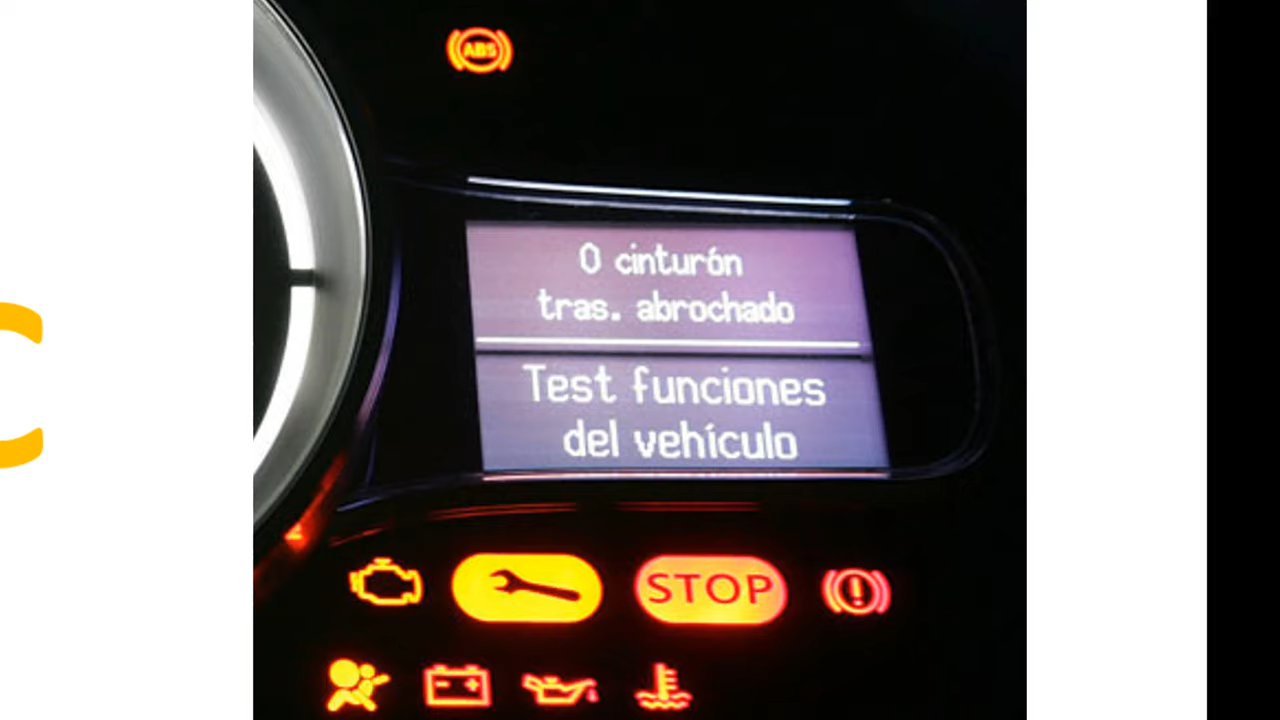 ABS
0 cinturón
tras. abrochado
Test funciones
del vehículo
STOP